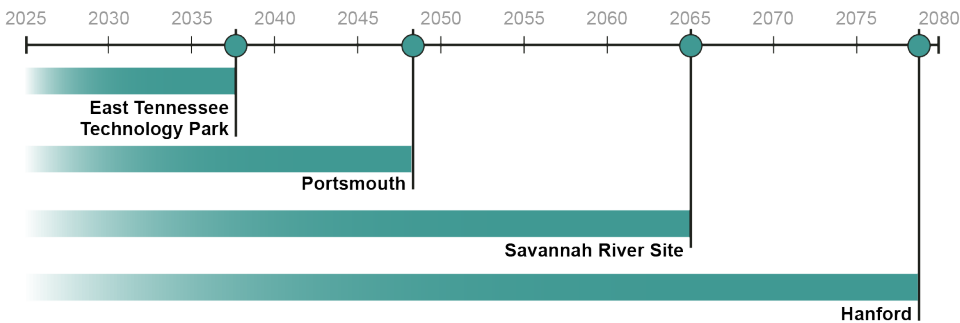 2025 2030 2035 2040 2045 2050 2055 2060 2065 2070 2075 2080
East Tennessee
Technology Park
Portsmouth
Savannah River Site
Hanford